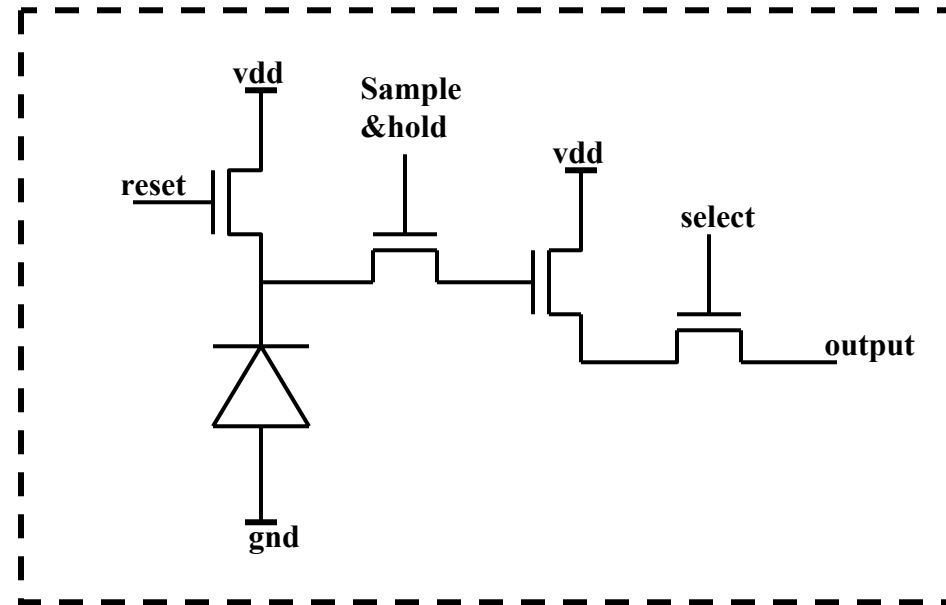 vdd
Sample
&hold
vdd
reset
select
output
gnd